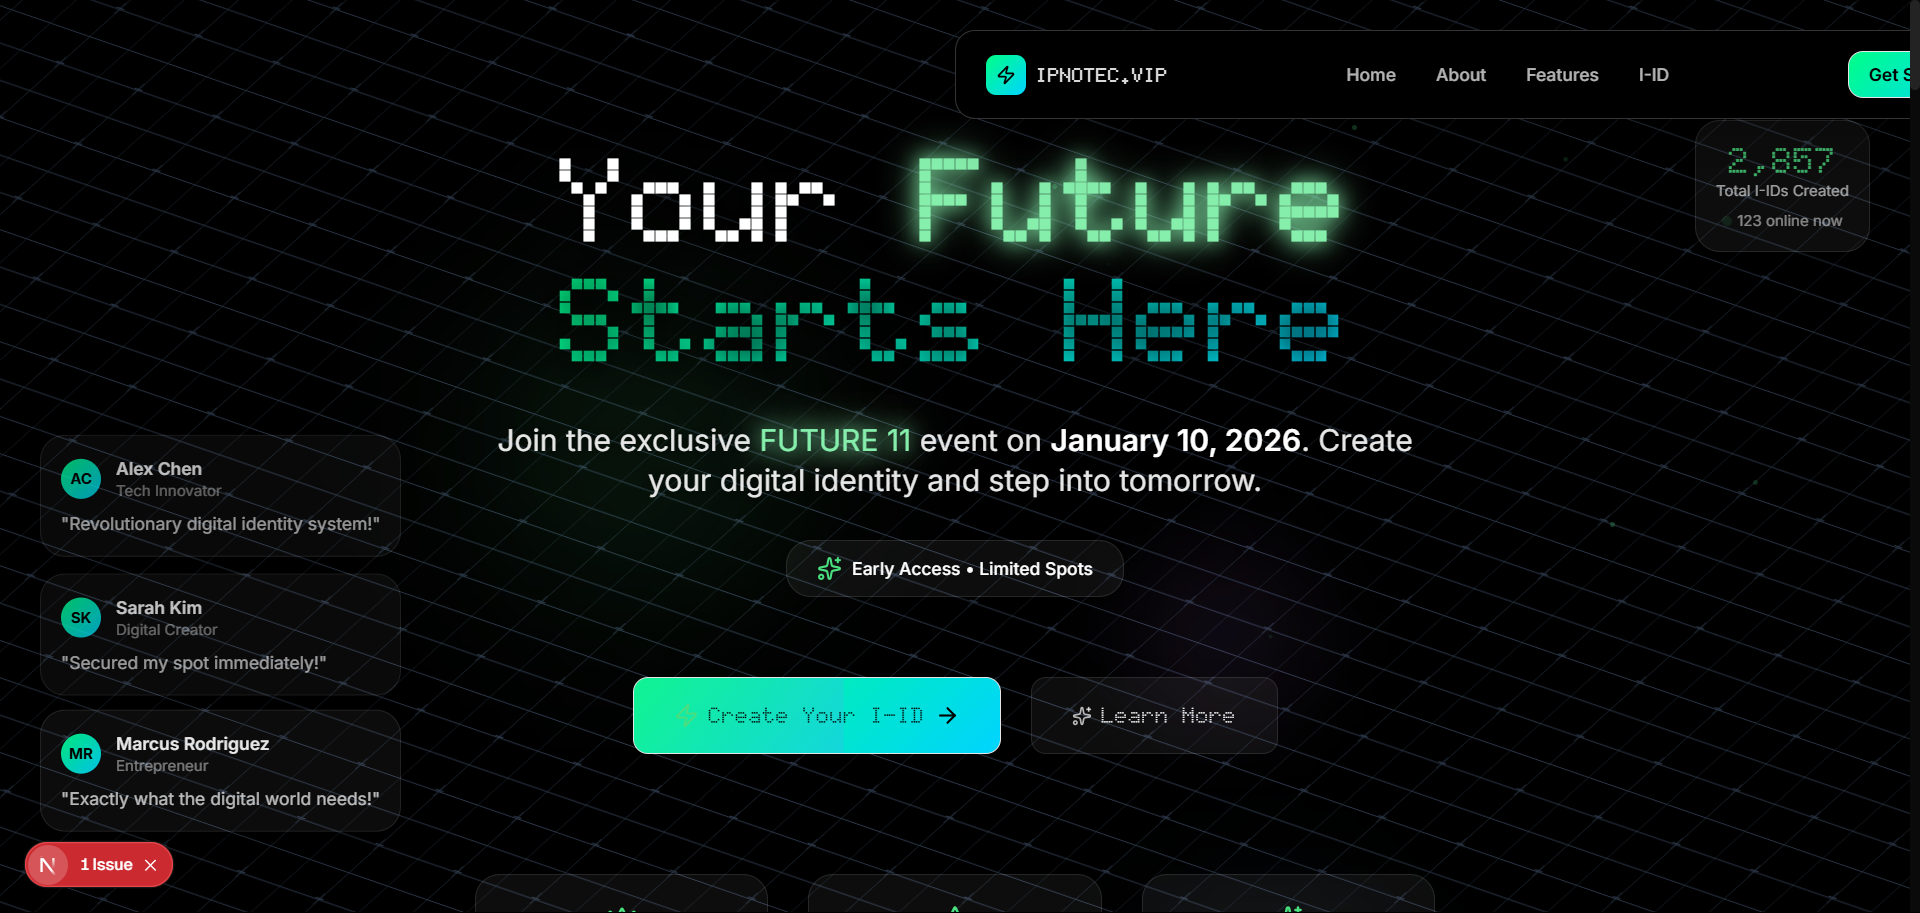 IPNOTEC.VIP
Home
About
Features
I-ID
Get S
Your Future
Starts Here
2,857
Total I-IDs Created
123 online now
Join the exclusive FUTURE 11 event on January 10, 2026. Create
your digital identity and step into tomorrow.
AC
Alex Chen
Tech Innovator
"Revolutionary digital identity system!"
Early Access • Limited Spots
SK
Sarah Kim
Digital Creator
"Secured my spot immediately!"
Create Your I-ID
Learn More
MR
Marcus Rodriguez
Entrepreneur
"Exactly what the digital world needs!"
N
1 Issue